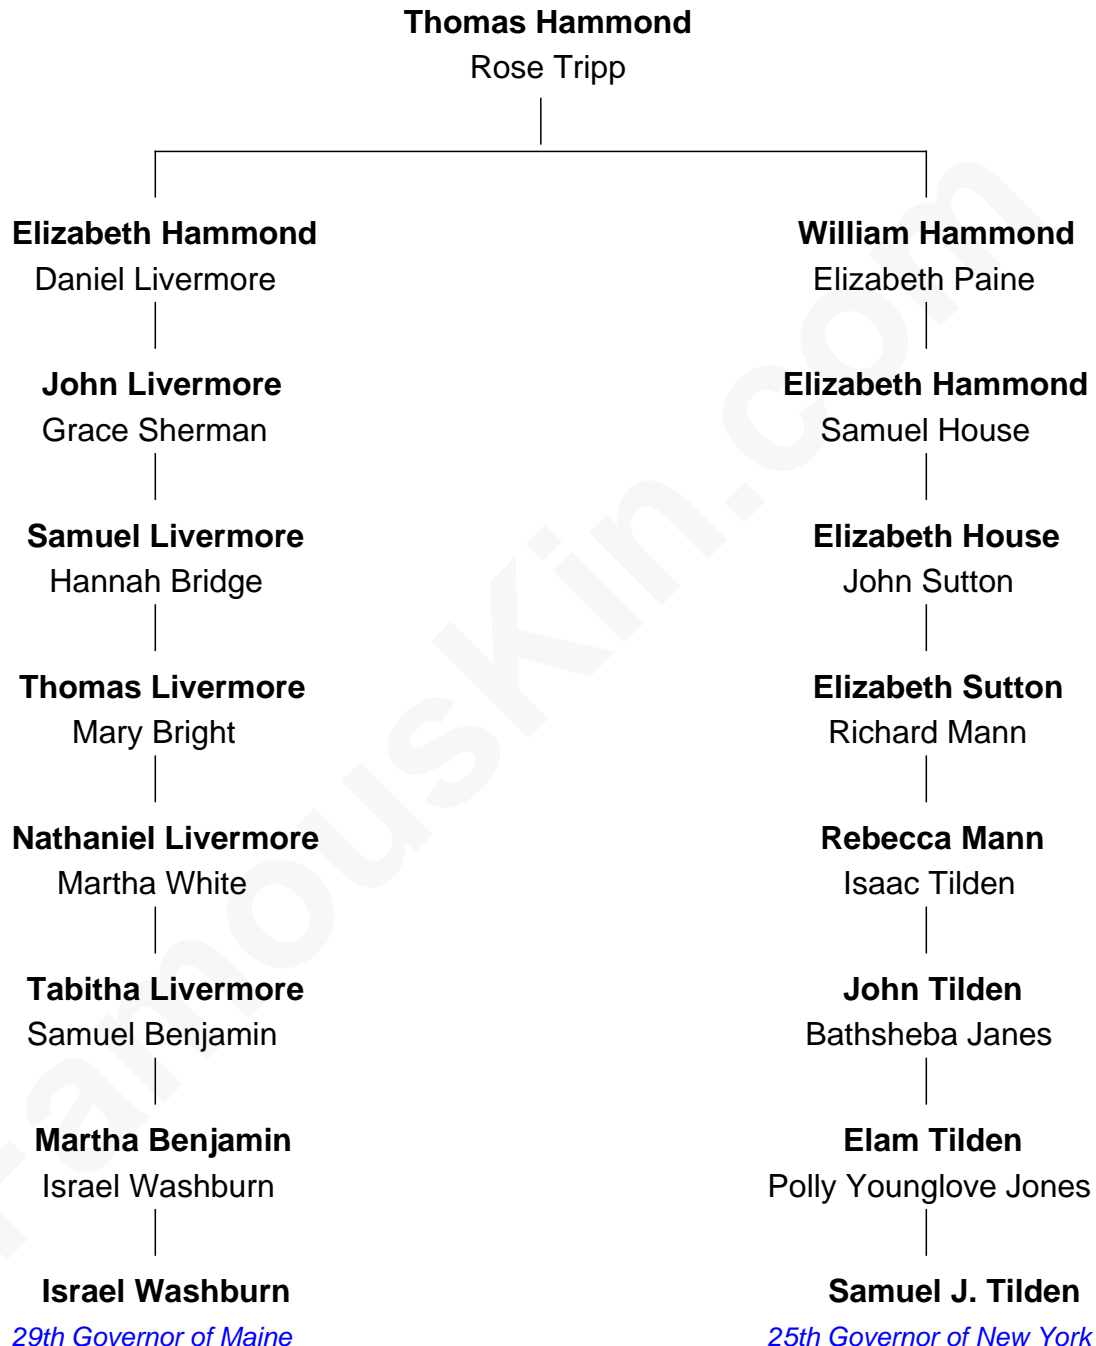 Thomas Hammond
Rose Tripp
Elizabeth Hammond
Daniel Livermore
William Hammond
Elizabeth Paine
John Livermore
Grace Sherman
Elizabeth Hammond
Samuel House
Samuel Livermore
Hannah Bridge
Elizabeth House
John Sutton
Thomas Livermore
Mary Bright
Elizabeth Sutton
Richard Mann
Nathaniel Livermore
Martha White
Rebecca Mann
Isaac Tilden
Tabitha Livermore
Samuel Benjamin
John Tilden
Bathsheba Janes
Martha Benjamin
Israel Washburn
Elam Tilden
Polly Younglove Jones
Israel Washburn
29th Governor of Maine
Samuel J. Tilden
25th Governor of New York
FamousKin.com